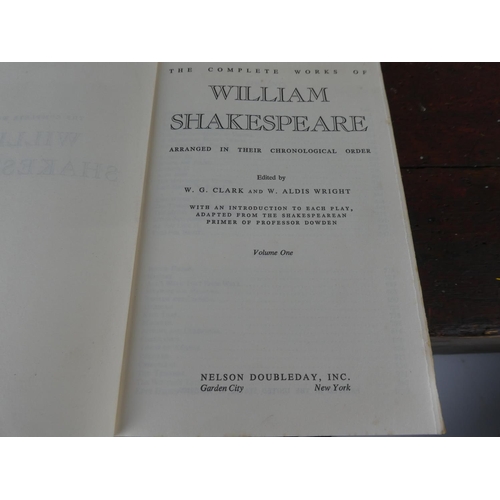 THE COMPLETE WORKS OF
WILLIAM
SHAKESPEARE
ARRANGED IN THEIR CHRONOLOGICAL ORDER
Edited by
W. G. CLARK AND W. ALDIS WRIGHT
WITH AN INTRODUCTION TO EACH PLAY,
ADAPTED FROM THE SHAKESPEAREAN
PRIMER OF PROFESSOR DOWDEN
Volume One
NELSON DOUBLEDAY, INC.
Garden City New York